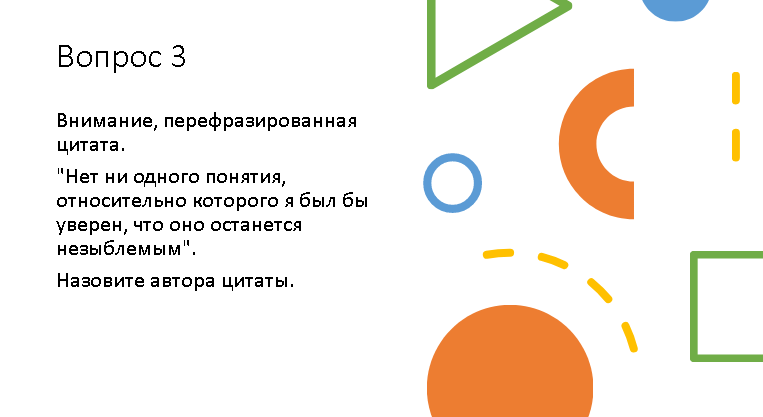 Вопрос 3
Внимание, перефразированная
цитата.
"Нет ни одного понятия,
относительно которого я был бы
уверен, что оно останется
незыблемым".
Назовите автора цитаты.